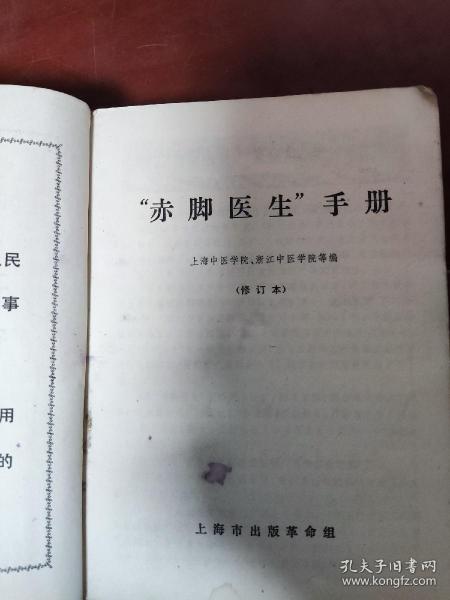 民
事
用
的
“赤脚医生”手册
上海中医学院、浙江中医学院等编
(修订本)
上海市出版革命组
孔夫子旧书网
www.kongfz.com